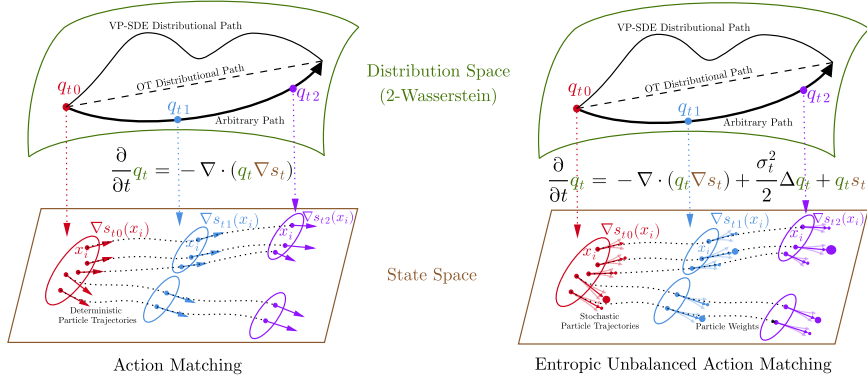 VP-SDE Distributional Path
OT Distributional Path
q_{t0}
q_{t1}
q_{t2}
Arbitrary Path
∂/∂t q_t = −∇ · (q_t∇s_t)
∇s_{t0}(x_i)
∇s_{t1}(x_i)
∇s_{t2}(x_i)
x_i
x_i
x_i
Deterministic
Particle Trajectories
Action Matching
Distribution Space
(2-Wasserstein)
State Space
VP-SDE Distributional Path
OT Distributional Path
q_{t0}
q_{t1}
q_{t2}
Arbitrary Path
∂/∂t q_t = −∇ · (q_t∇s_t) + σ_t^2/2 Δq_t + q_t s_t
∇s_{t0}(x_i)
∇s_{t1}(x_i)
∇s_{t2}(x_i)
x_i
x_i
x_i
Stochastic
Particle Trajectories
Particle Weights
Entropic Unbalanced Action Matching